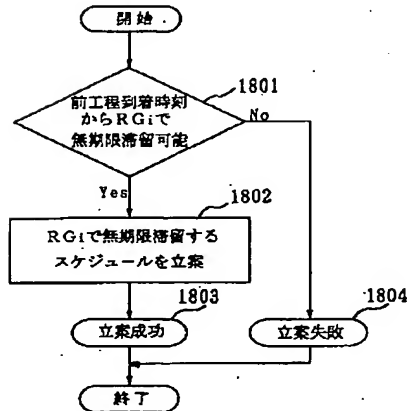 開始
1801
前工程到着時刻
からRGiで
無期限滞留可能
No
Yes
1802
RGiで無期限滞留する
スケジュールを立案
1803
1804
立案成功
立案失敗
終了